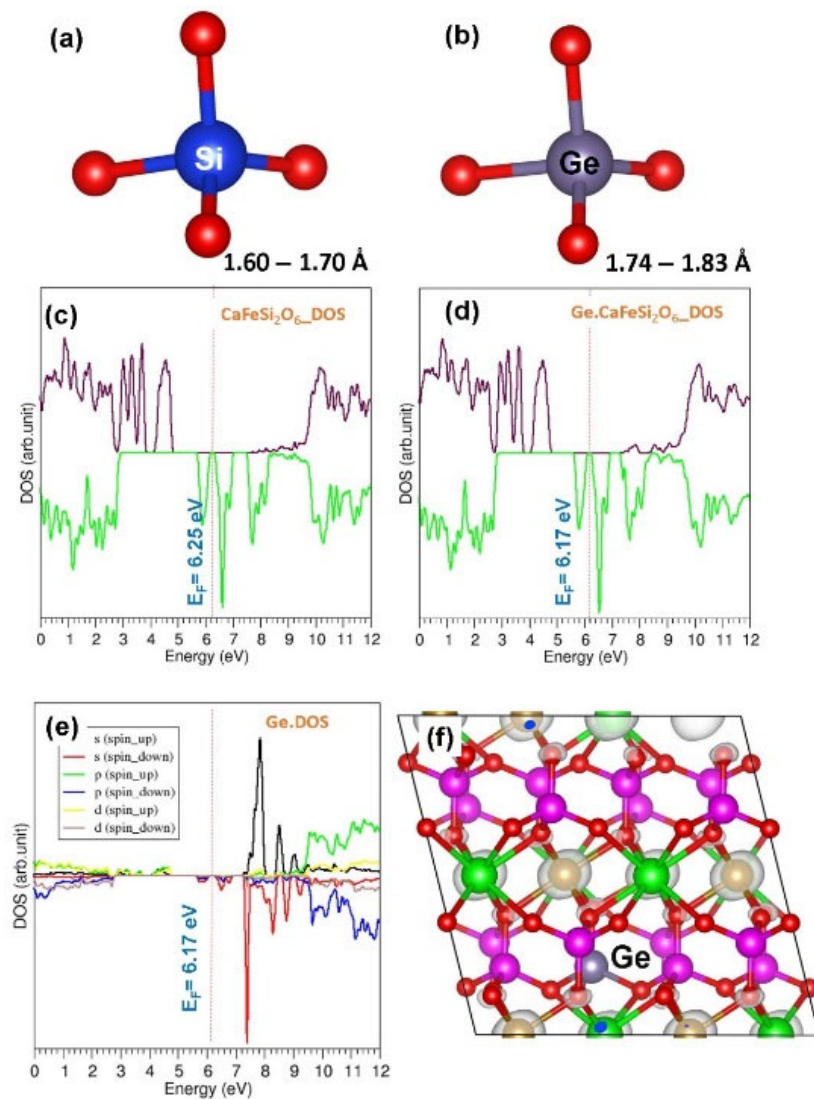 (a)
Si
1.60 – 1.70 Å
(b)
Ge
1.74 – 1.83 Å
(c)
CaFeSi₂O₆_DOS
DOS (arb.unit)
E_F= 6.25 eV
0 1 2 3 4 5 6 7 8 9 10 11 12
Energy (eV)
(d)
Ge.CaFeSi₂O₆_DOS
DOS (arb.unit)
E_F= 6.17 eV
0 1 2 3 4 5 6 7 8 9 10 11 12
Energy (eV)
(e)
Ge.DOS
s (spin_up)
s (spin_down)
p (spin_up)
p (spin_down)
d (spin_up)
d (spin_down)
DOS (arb.unit)
E_F= 6.17 eV
0 1 2 3 4 5 6 7 8 9 10 11 12
Energy (eV)
(f)
Ge